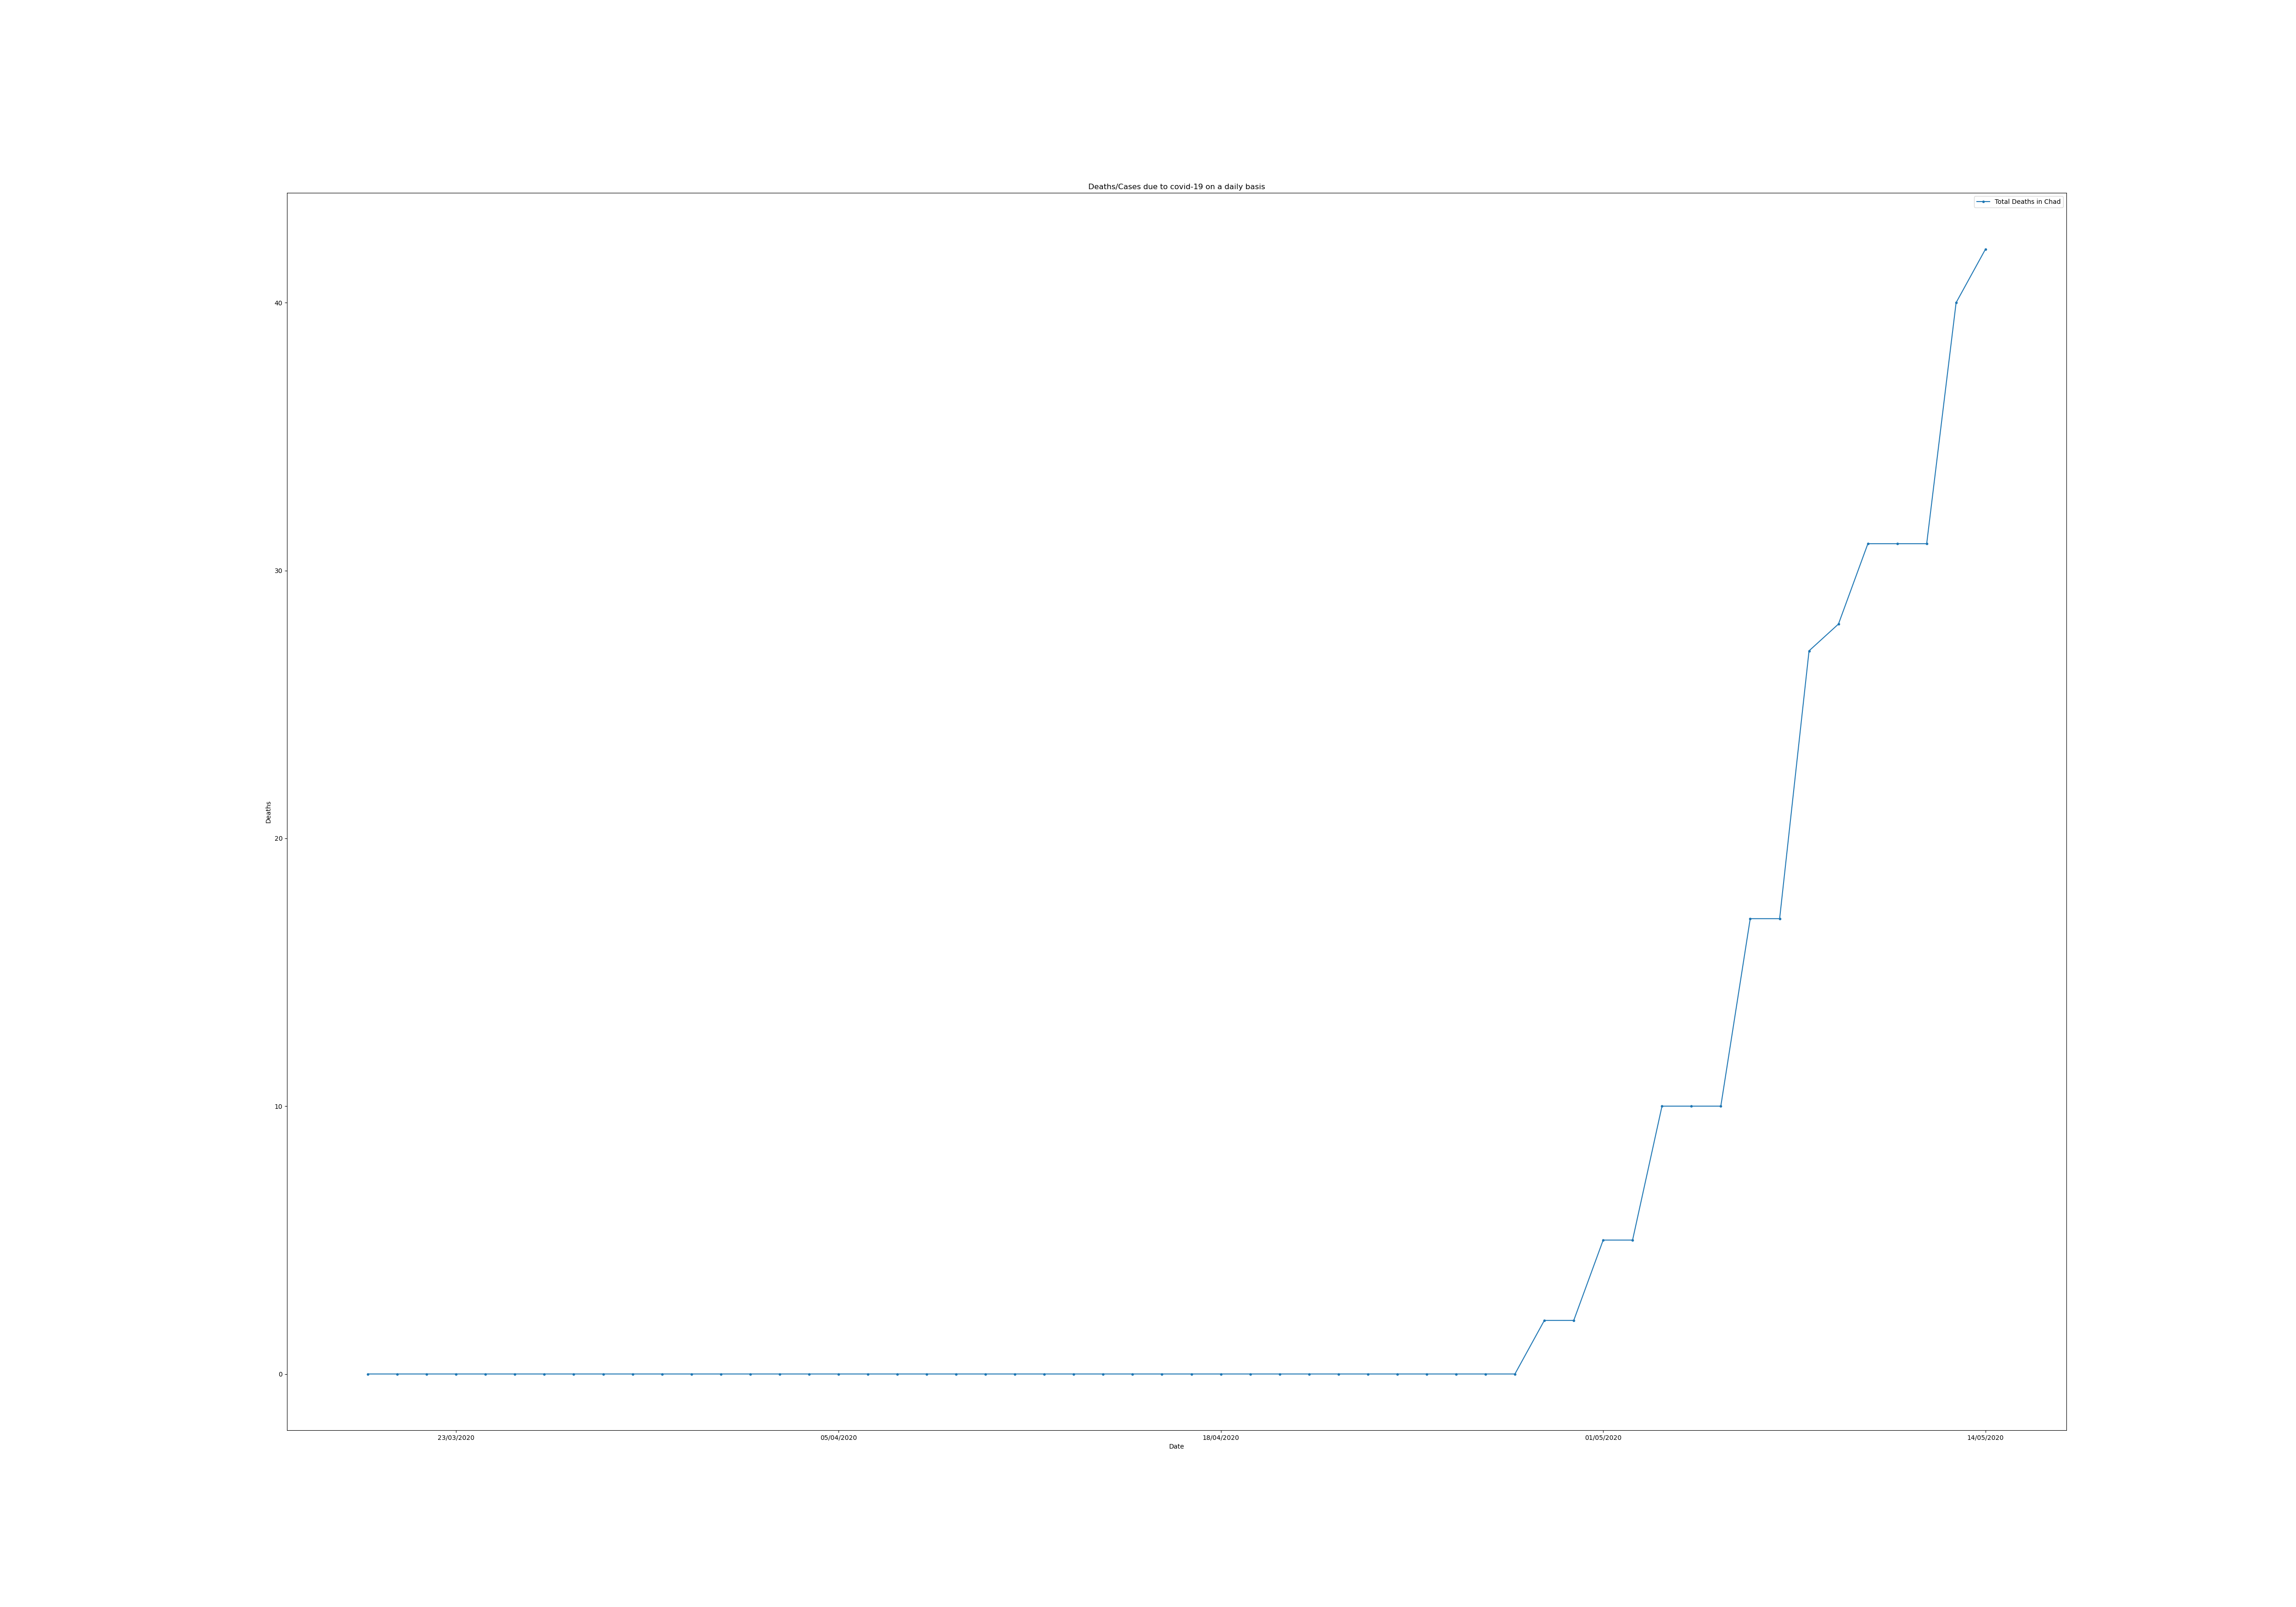 Deaths/Cases due to covid-19 on a daily basis
Total Deaths in Chad
40
30
20
10
0
Deaths
23/03/2020 05/04/2020 18/04/2020 01/05/2020 14/05/2020
Date